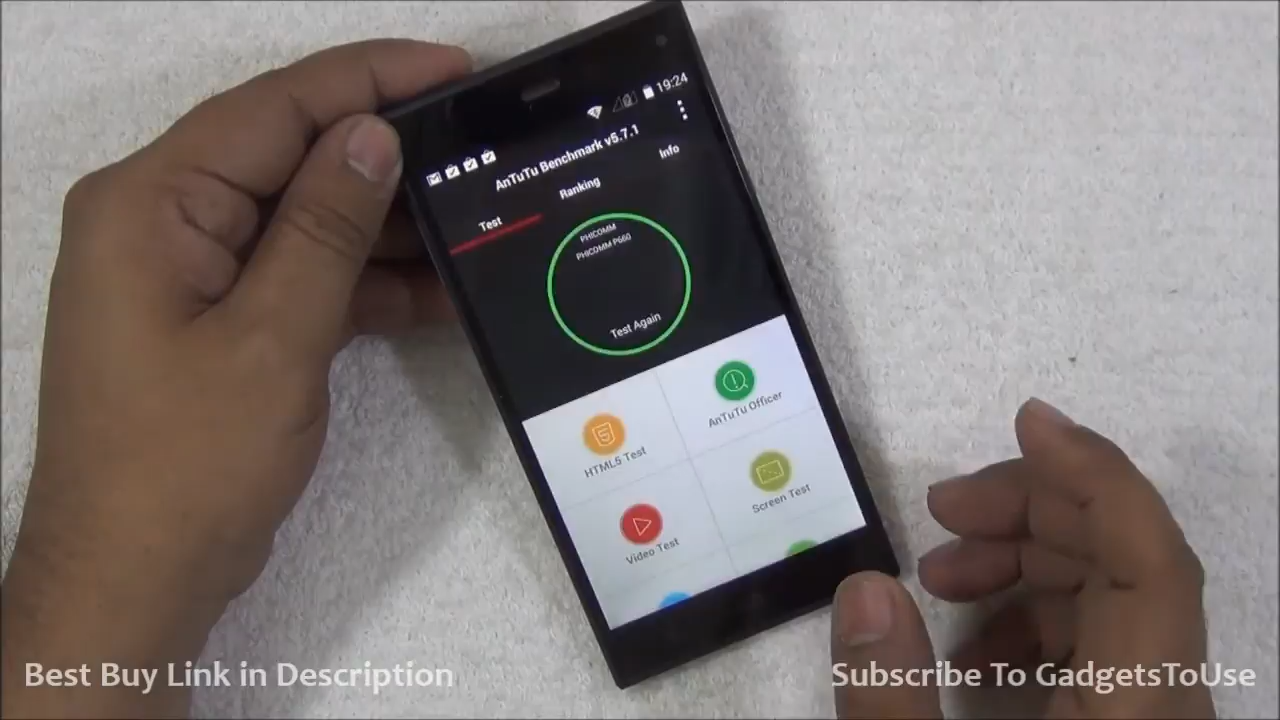 19:24
AnTuTu Benchmark v5.7.1
Test
Ranking
Info
PHICOMM
PHICOMM P660
Test Again
HTML5 Test
AnTuTu Officer
Video Test
Screen Test
Best Buy Link in Description
Subscribe To GadgetsToUse